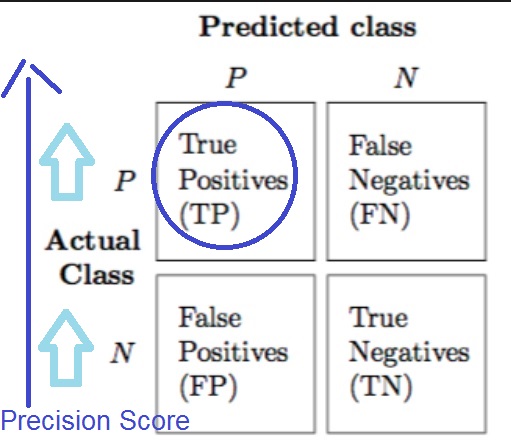 Predicted class
P N
True
Positives
(TP)
False
Negatives
(FN)
P
Actual
Class
N
False
Positives
(FP)
True
Negatives
(TN)
Precision Score